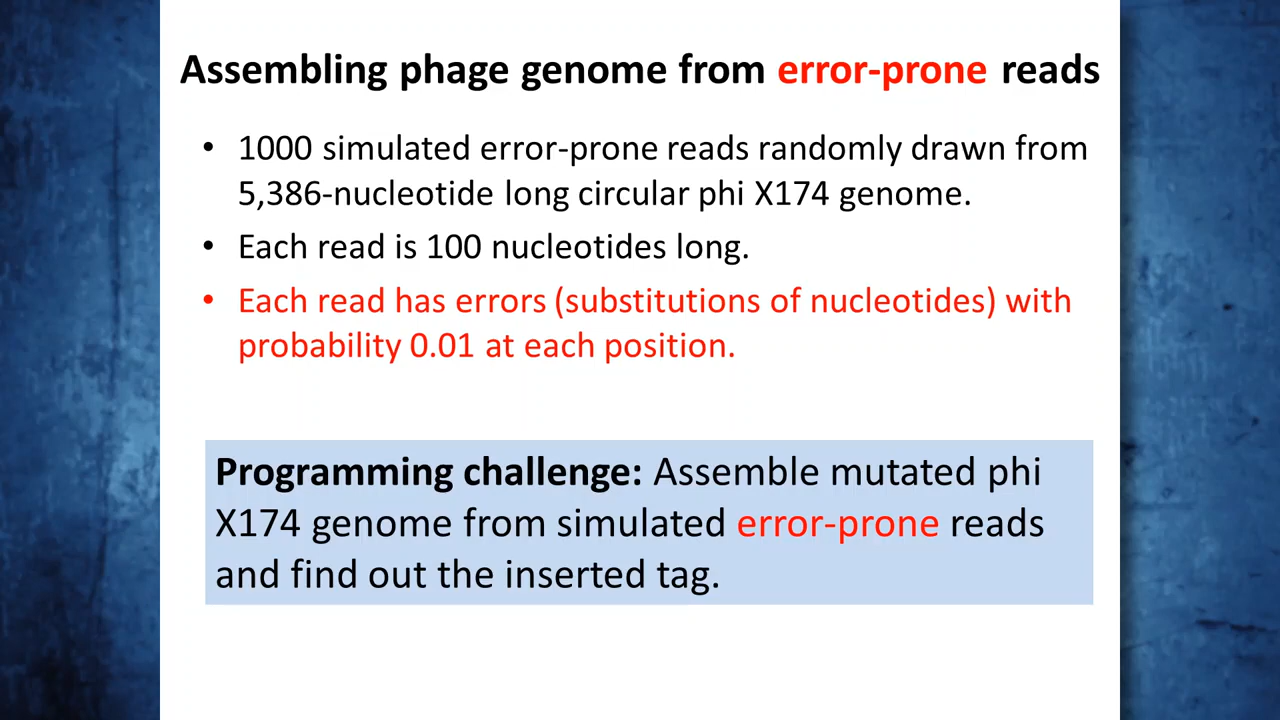 Assembling phage genome from error-prone reads
• 1000 simulated error-prone reads randomly drawn from
5,386-nucleotide long circular phi X174 genome.
• Each read is 100 nucleotides long.
• Each read has errors (substitutions of nucleotides) with
probability 0.01 at each position.
Programming challenge: Assemble mutated phi
X174 genome from simulated error-prone reads
and find out the inserted tag.